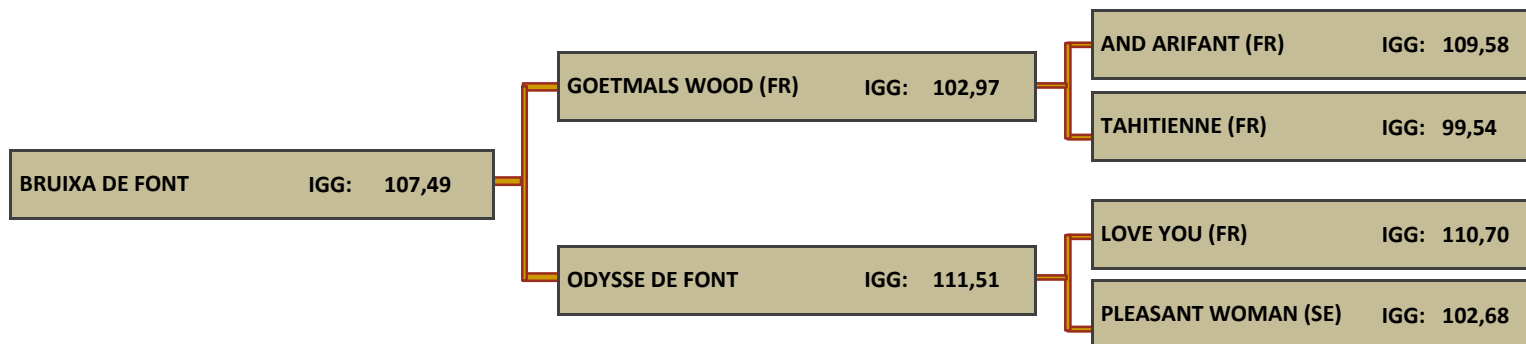 AND ARIFANT (FR) IGG: 109,58
GOETMALS WOOD (FR) IGG: 102,97
TAHITIENNE (FR) IGG: 99,54
BRUIXA DE FONT IGG: 107,49
LOVE YOU (FR) IGG: 110,70
ODYSSE DE FONT IGG: 111,51
PLEASANT WOMAN (SE) IGG: 102,68